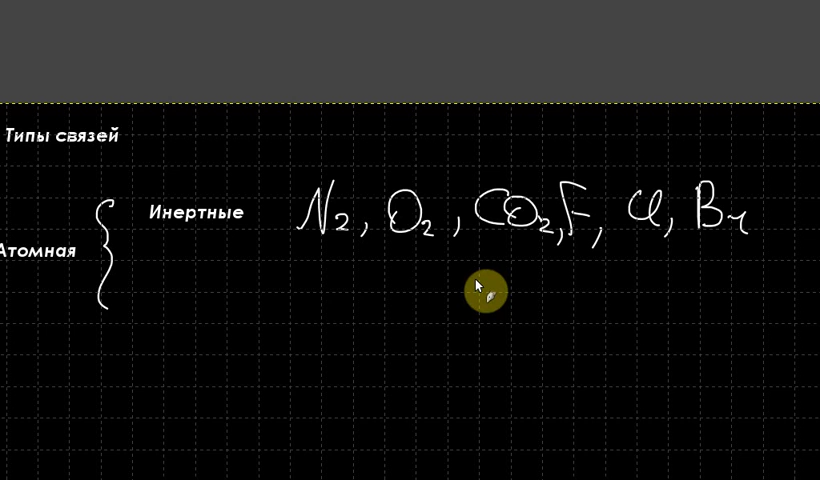 Типы связей
Инертные N2, O2, CO2, F, Cl, Br
Атомная